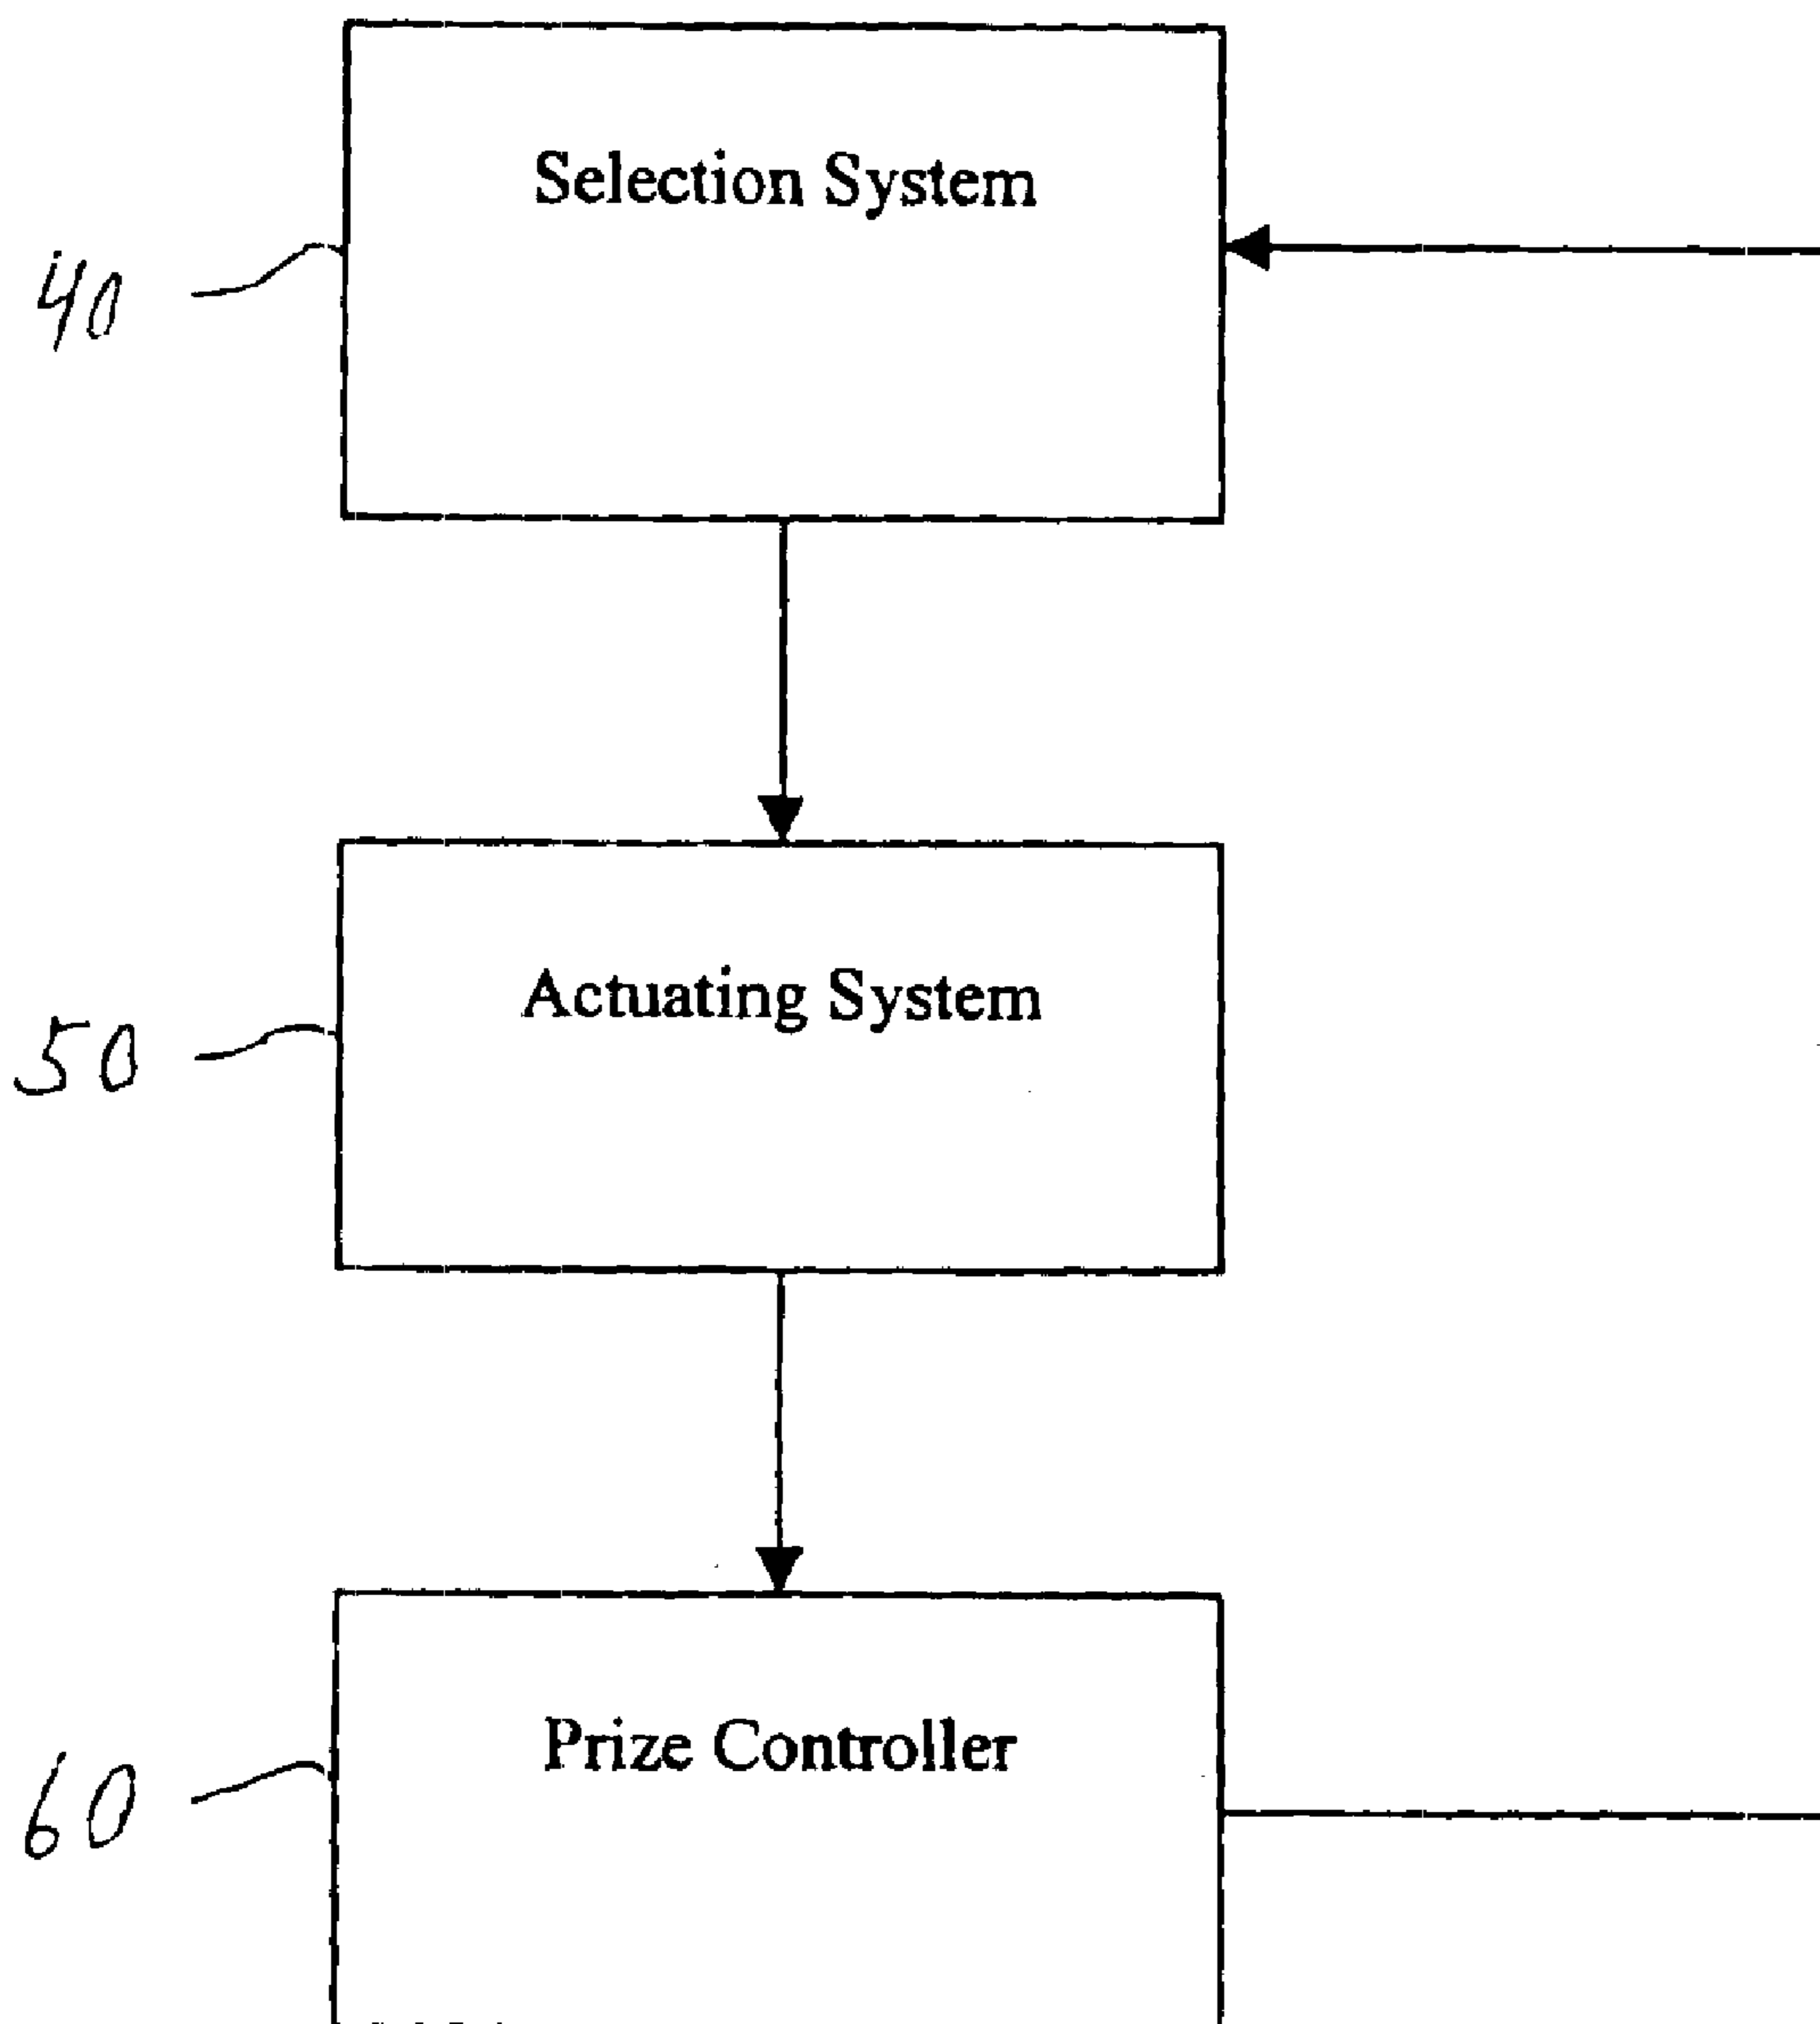 Selection System
40
Actuating System
50
Prize Controller
60